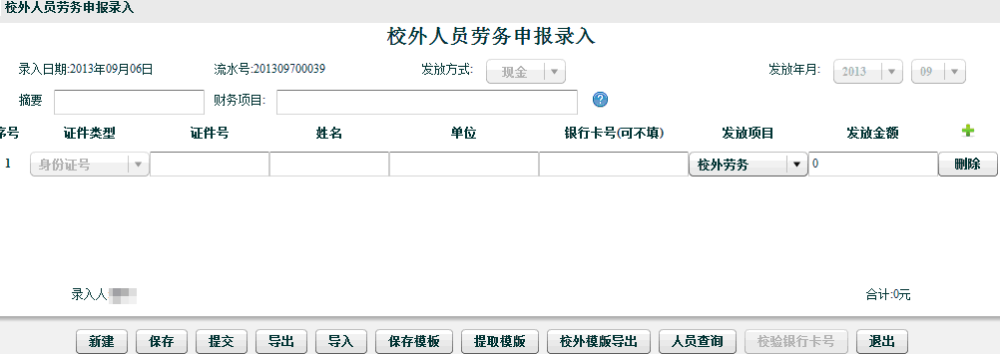 校外人员劳务申报录入
校外人员劳务申报录入
录入日期:2013年09月06日 流水号:201309700039 发放方式: 现金 发放年月: 2013 09
摘要 财务项目:
序号 证件类型 证件号 姓名 单位 银行卡号(可不填) 发放项目 发放金额
1 身份证号 校外劳务 0 删除
录入人 合计:0元
新建 保存 提交 导出 导入 保存模板 提取模版 校外模版导出 人员查询 校验银行卡号 退出